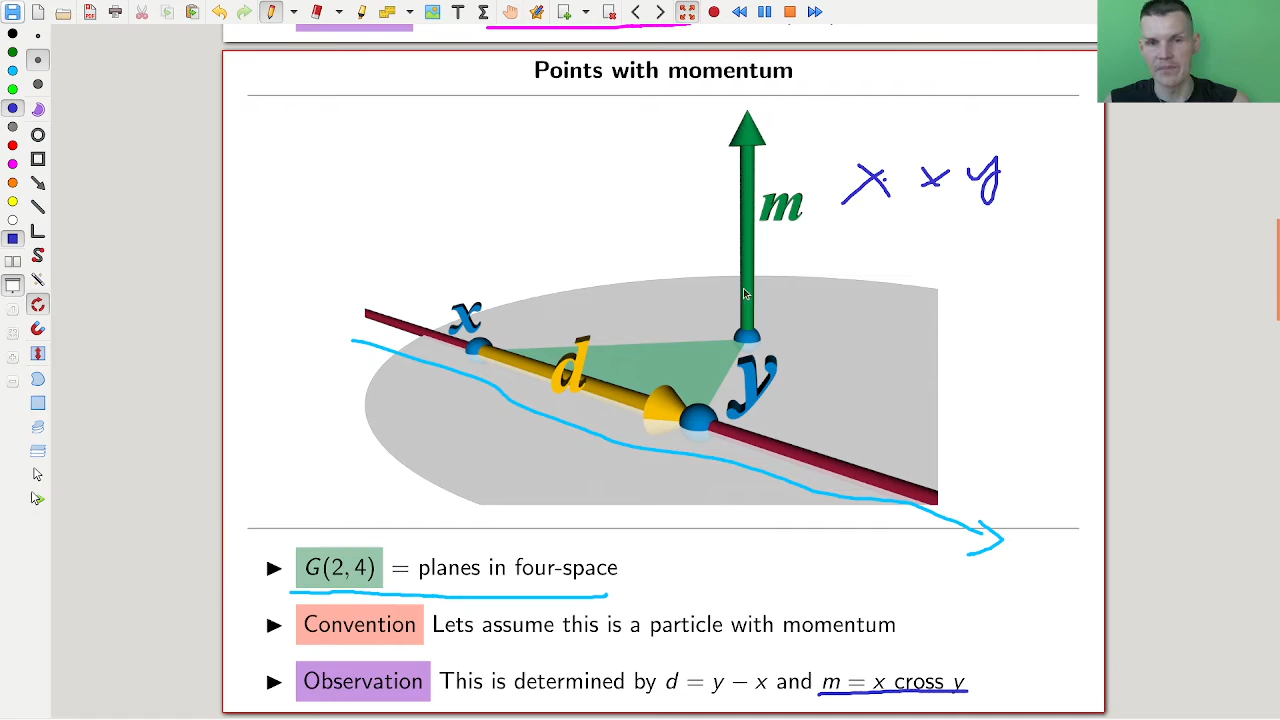 Points with momentum
m
x × y
x
d
y
G(2, 4) = planes in four-space
Convention Lets assume this is a particle with momentum
Observation This is determined by d = y − x and m = x cross y